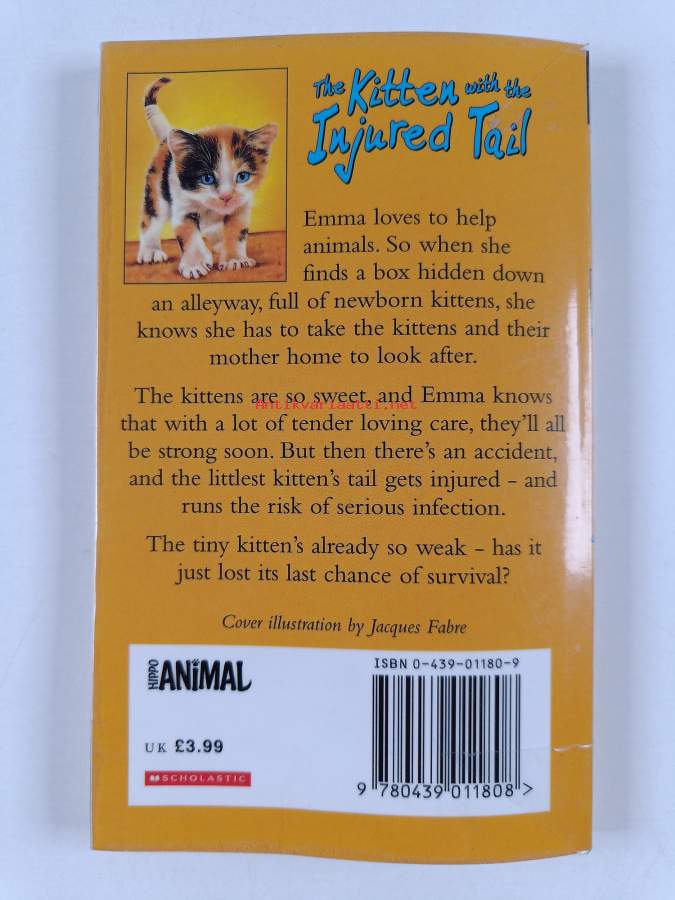 The Kitten with the
Injured Tail
Emma loves to help
animals. So when she
finds a box hidden down
an alleyway, full of newborn kittens, she
knows she has to take the kittens and their
mother home to look after.
The kittens are so sweet, and Emma knows
Antikvariaatti.net
that with a lot of tender loving care, they'll all
be strong soon. But then there's an accident,
and the littlest kitten's tail gets injured – and
runs the risk of serious infection.
The tiny kitten's already so weak – has it
just lost its last chance of survival?
Cover illustration by Jacques Fabre
HIPPO ANIMAL
UK £3.99
SCHOLASTIC
ISBN 0-439-01180-9
9 780439 011808 >